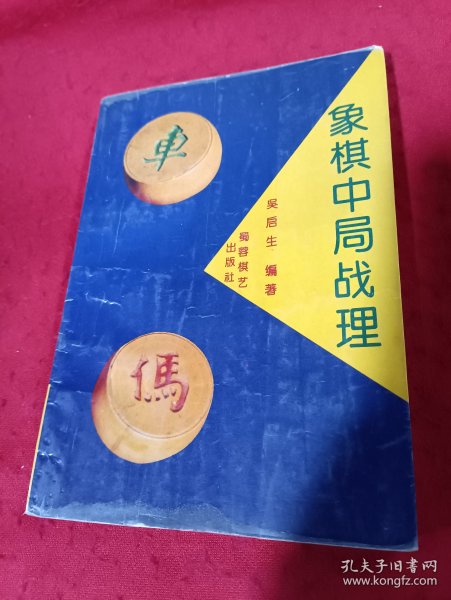 象棋中局战理
吴启生 编著
蜀蓉棋艺
出版社
車
傌
孔夫子旧书网
www.kongfz.com